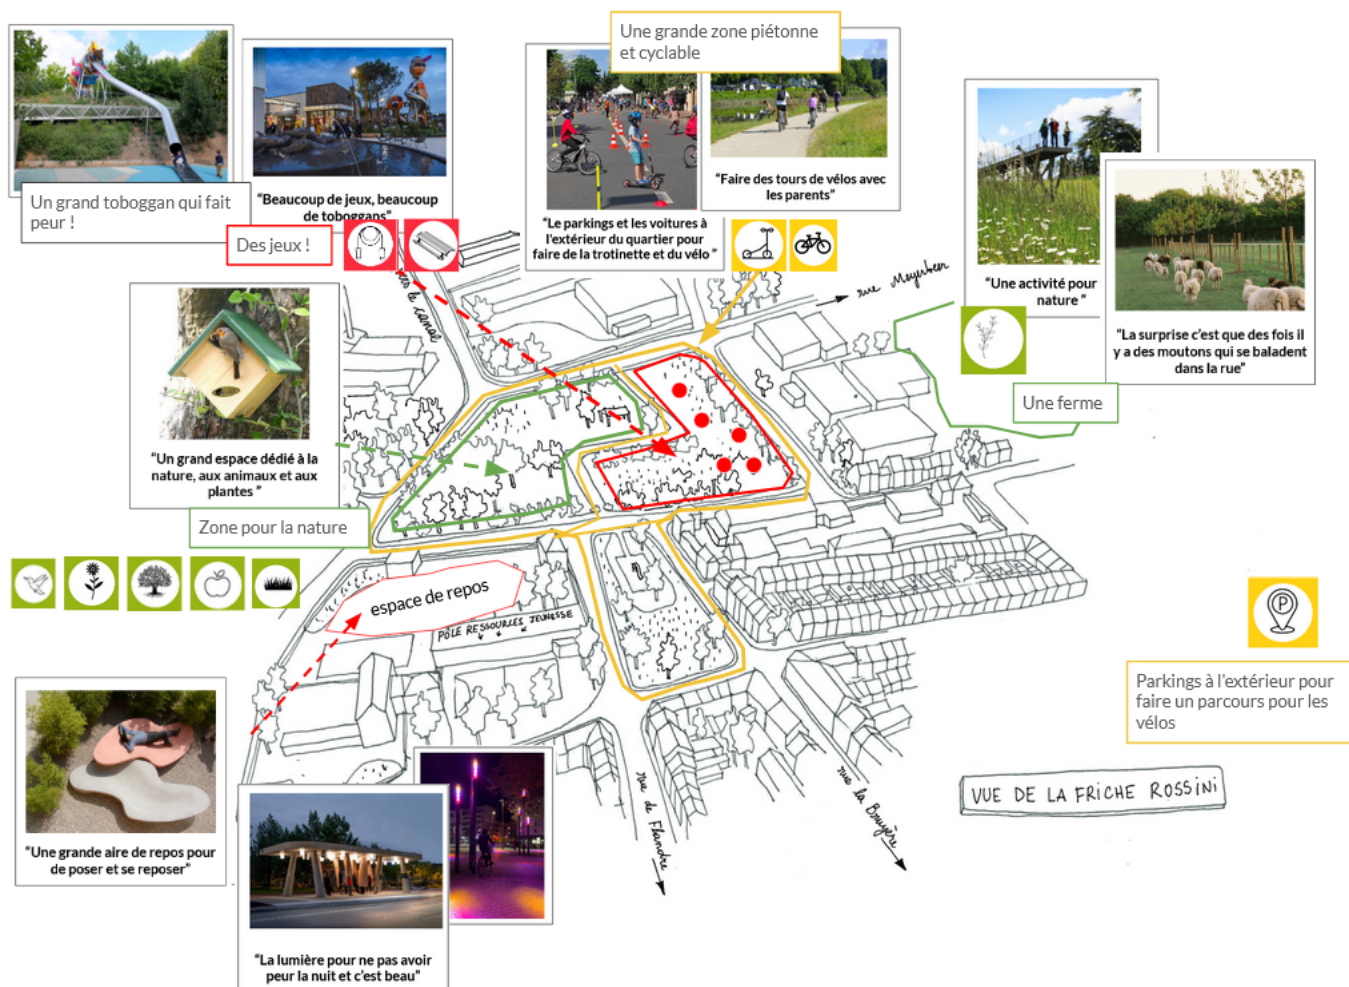 Une grande zone piétonne
et cyclable
Un grand toboggan qui fait
peur !
“Beaucoup de jeux, beaucoup
de toboggans”
Des jeux !
“Le parkings et les voitures à
l'extérieur du quartier pour
faire de la trotinette et du vélo ”
“Faire des tours de vélos avec
les parents”
“Une activité pour
nature ”
“La surprise c'est que des fois il
y a des moutons qui se baladent
dans la rue”
Une ferme
vers le canal
rue Meyerbeer
“Un grand espace dédié à la
nature, aux animaux et aux
plantes ”
Zone pour la nature
espace de repos
PÔLE RESSOURCES JEUNESSE
P
Parkings à l'extérieur pour
faire un parcours pour les
vélos
VUE DE LA FRICHE ROSSINI
rue de Flandre
rue la Bruyère
“Une grande aire de repos pour
de poser et se reposer”
“La lumière pour ne pas avoir
peur la nuit et c'est beau”